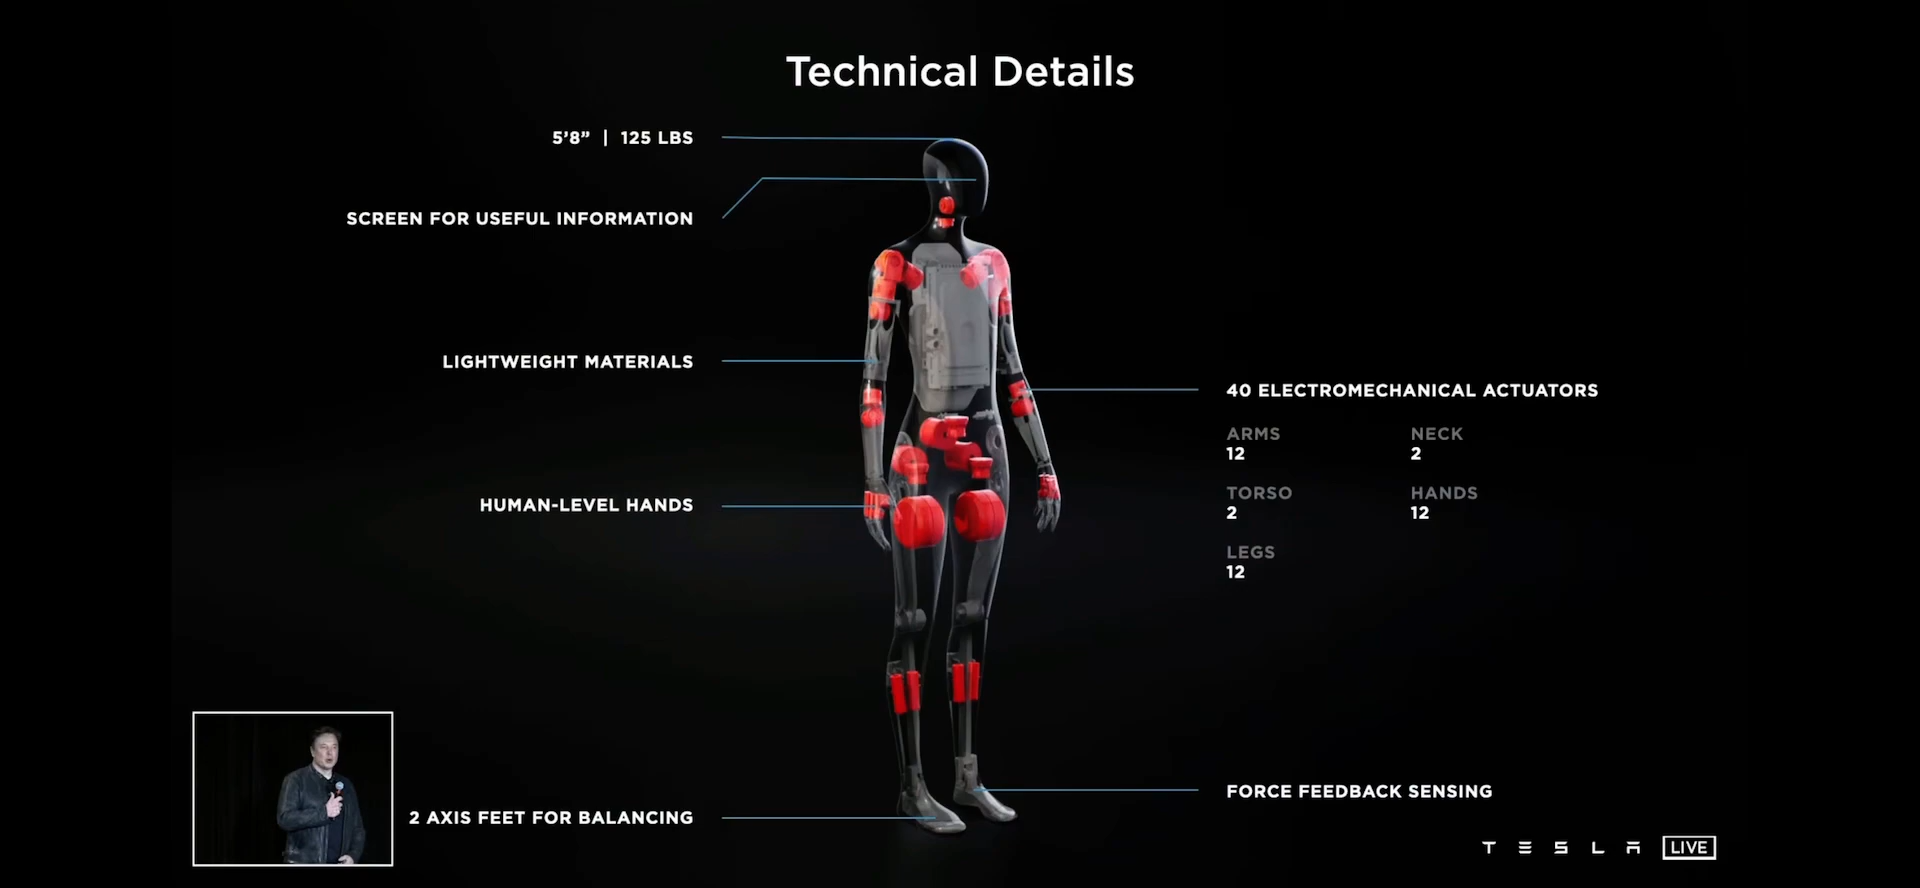 Technical Details
5’8” | 125 LBS
SCREEN FOR USEFUL INFORMATION
LIGHTWEIGHT MATERIALS
HUMAN-LEVEL HANDS
2 AXIS FEET FOR BALANCING
40 ELECTROMECHANICAL ACTUATORS
ARMS
12
NECK
2
TORSO
2
HANDS
12
LEGS
12
FORCE FEEDBACK SENSING
TESLA LIVE